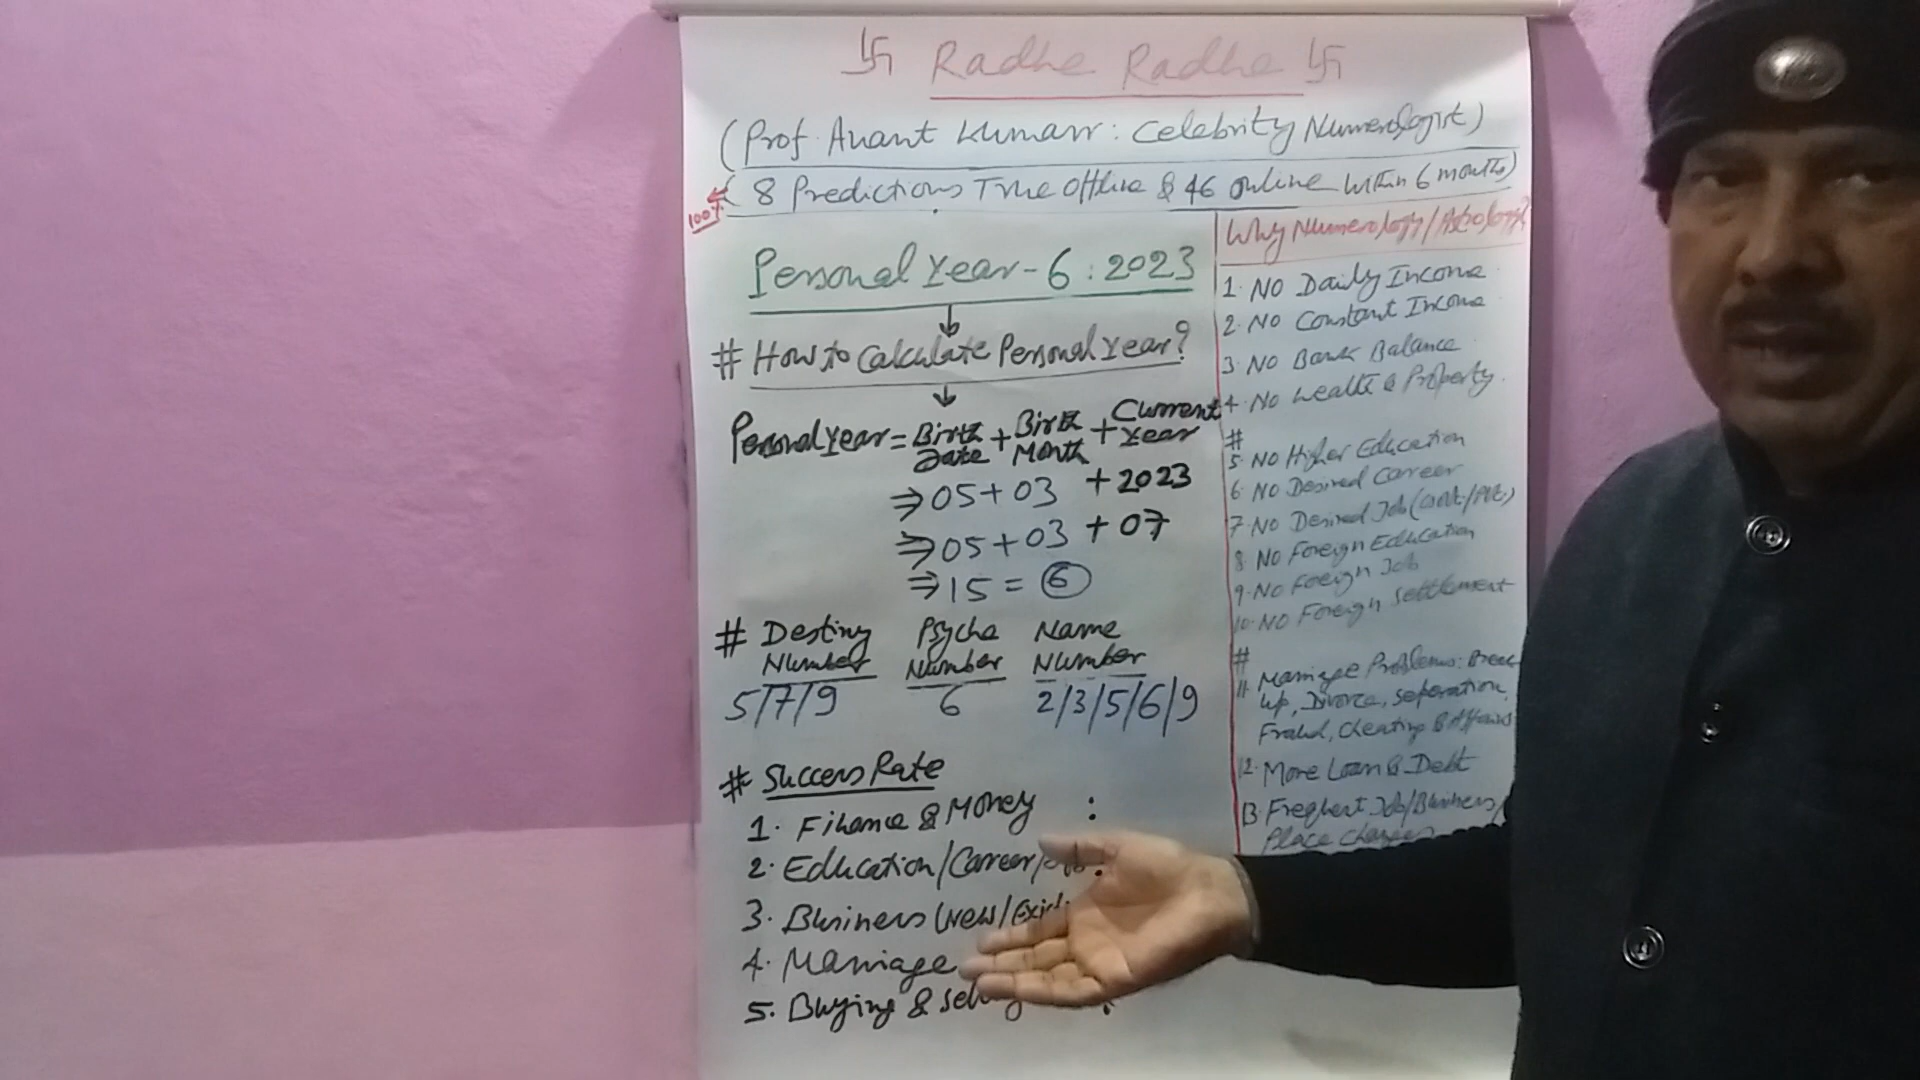 卐 Radhe Radhe 卐
(Prof. Anant Kumarr: Celebrity Numerologist)
( 8 Predictions True Offline & 46 online Within 6 months)
100%
Personal Year - 6 : 2023
# How to Calculate Personal Year?
Personal Year = Birth Date + Birth Month + Current Year
⇒ 05 + 03 + 2023
⇒ 05 + 03 + 07
⇒ 15 = 6
# Destiny Number Psyche Number Name Number
5/7/9 6 2/3/5/6/9
# Success Rate
1. Finance & Money :
2. Education/Career/Job:
3. Business (New/
4. Marriage
5. Buying &
Why Numerology/Astology?
1. No Daily Income
2. No Constant Income
3. No Bank Balance
4. No Wealth & Property.
#
5. No Higher Education
6. No Desired Career
7. No Desired Job (Govt./Pvt.)
8. No Foreign Education
9. No Foreign Job
10. No Foreign Settlement
#
11. Marriage Problems: Break
up, Divorce, Seperation,
Fraud, Cheating & Affairs
12. More Loan & Debt
13. Freqhent Job/Business/
Place Changes